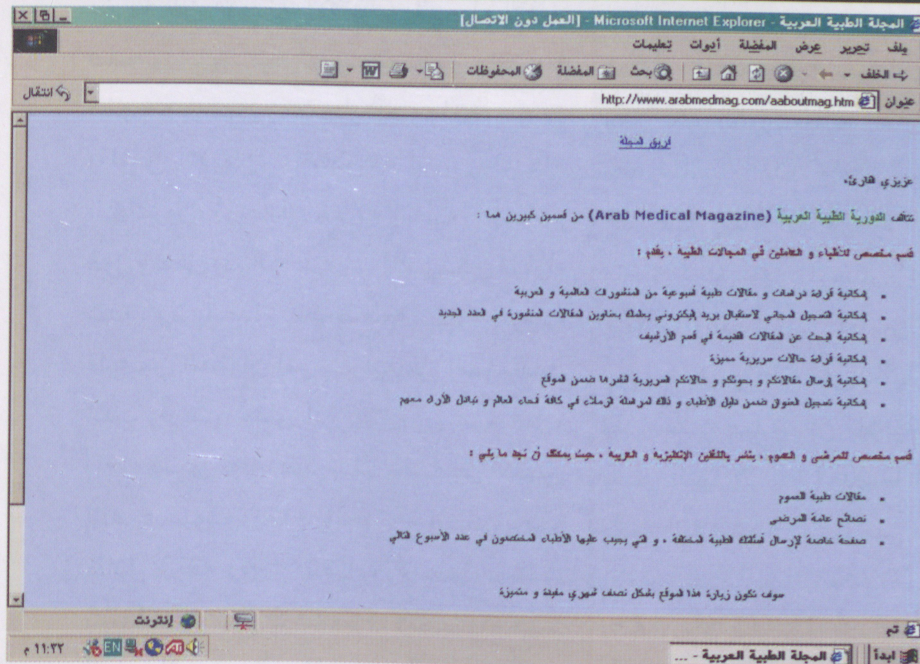 المجلة الطبية العربية - Microsoft Internet Explorer - [العمل دون الاتصال]
ملف تحرير عرض المفضلة أدوات تعليمات
الخلف بحث المفضلة المحفوظات
عنوان http://www.arabmedmag.com/aaboutmag.htm انتقال
فريق المجلة
عزيزي القارئ،
تتألف الدورية الطبية العربية (Arab Medical Magazine) من قسمين كبيرين هما :
قسم مخصص للأطباء و العاملين في المجالات الطبية ، يقدم :
إمكانية قراءة دراسات و مقالات طبية أسبوعية من المنشورات العالمية و العربية
إمكانية التسجيل المجاني لاستقبال بريد إليكتروني يعلمك بعناوين المقالات المنشورة في العدد الجديد
إمكانية البحث عن المقالات القديمة في قسم الأرشيف
إمكانية قراءة حالات سريرية مميزة
إمكانية إرسال مقالاتكم و بحوثكم و حالاتكم السريرية لنشرها ضمن الموقع
إمكانية تسجيل العنوان ضمن دليل الأطباء و ذلك لمراسلة الزملاء في كافة أنحاء العالم و تبادل الآراء معهم
قسم مخصص للمرضى و العموم ، ينشر باللغتين الإنكليزية و العربية ، حيث يمكنك أن تجد ما يلي :
مقالات طبية للعموم
نصائح عامة للمرضى
صفحة خاصة لإرسال أسئلتك الطبية المختلفة ، و التي يجيب عليها الأطباء المختصون في عدد الأسبوع التالي
سوف تكون زيارة هذا الموقع بشكل نصف شهري مفيدة و متميزة
تم إنترنت
ابدأ المجلة الطبية العربية - ... EN ١١:٢٢ م